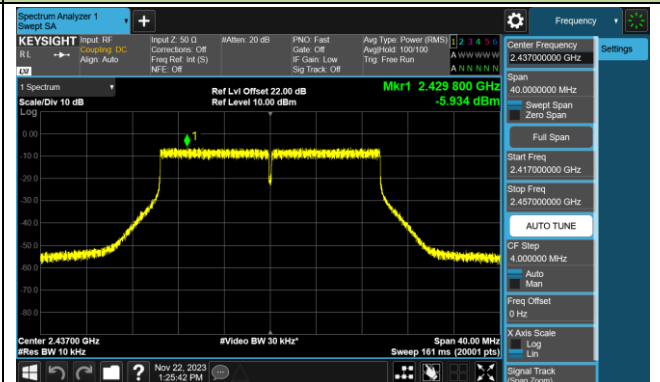 Spectrum Analyzer 1
Swept SA
Frequency
KEYSIGHT
RL
Input: RF
Coupling: DC
Align: Auto
Input Z: 50 Ω
Corrections: Off
Freq Ref: Int (S)
NFE: Off
#Atten: 20 dB
PNO: Fast
Gate: Off
IF Gain: Low
Sig Track: Off
Avg Type: Power (RMS)
Avg|Hold: 100/100
Trig: Free Run
1 2 3 4 5 6
A W W W W W
A N N N N N
1 Spectrum
Scale/Div 10 dB
Log
Ref Lvl Offset 22.00 dB
Ref Level 10.00 dBm
Mkr1 2.429 800 GHz
-5.934 dBm
1
0.00
-10.0
-20.0
-30.0
-40.0
-50.0
-60.0
-70.0
-80.0
Center 2.43700 GHz
#Res BW 10 kHz
#Video BW 30 kHz*
Span 40.00 MHz
Sweep 161 ms (20001 pts)
Nov 22, 2023
1:25:42 PM
?
Center Frequency
2.437000000 GHz
Settings
Span
40.0000000 MHz
Swept Span
Zero Span
Full Span
Start Freq
2.417000000 GHz
Stop Freq
2.457000000 GHz
AUTO TUNE
CF Step
4.000000 MHz
Auto
Man
Freq Offset
0 Hz
X Axis Scale
Log
Lin
Signal Track
(Span Zoom)